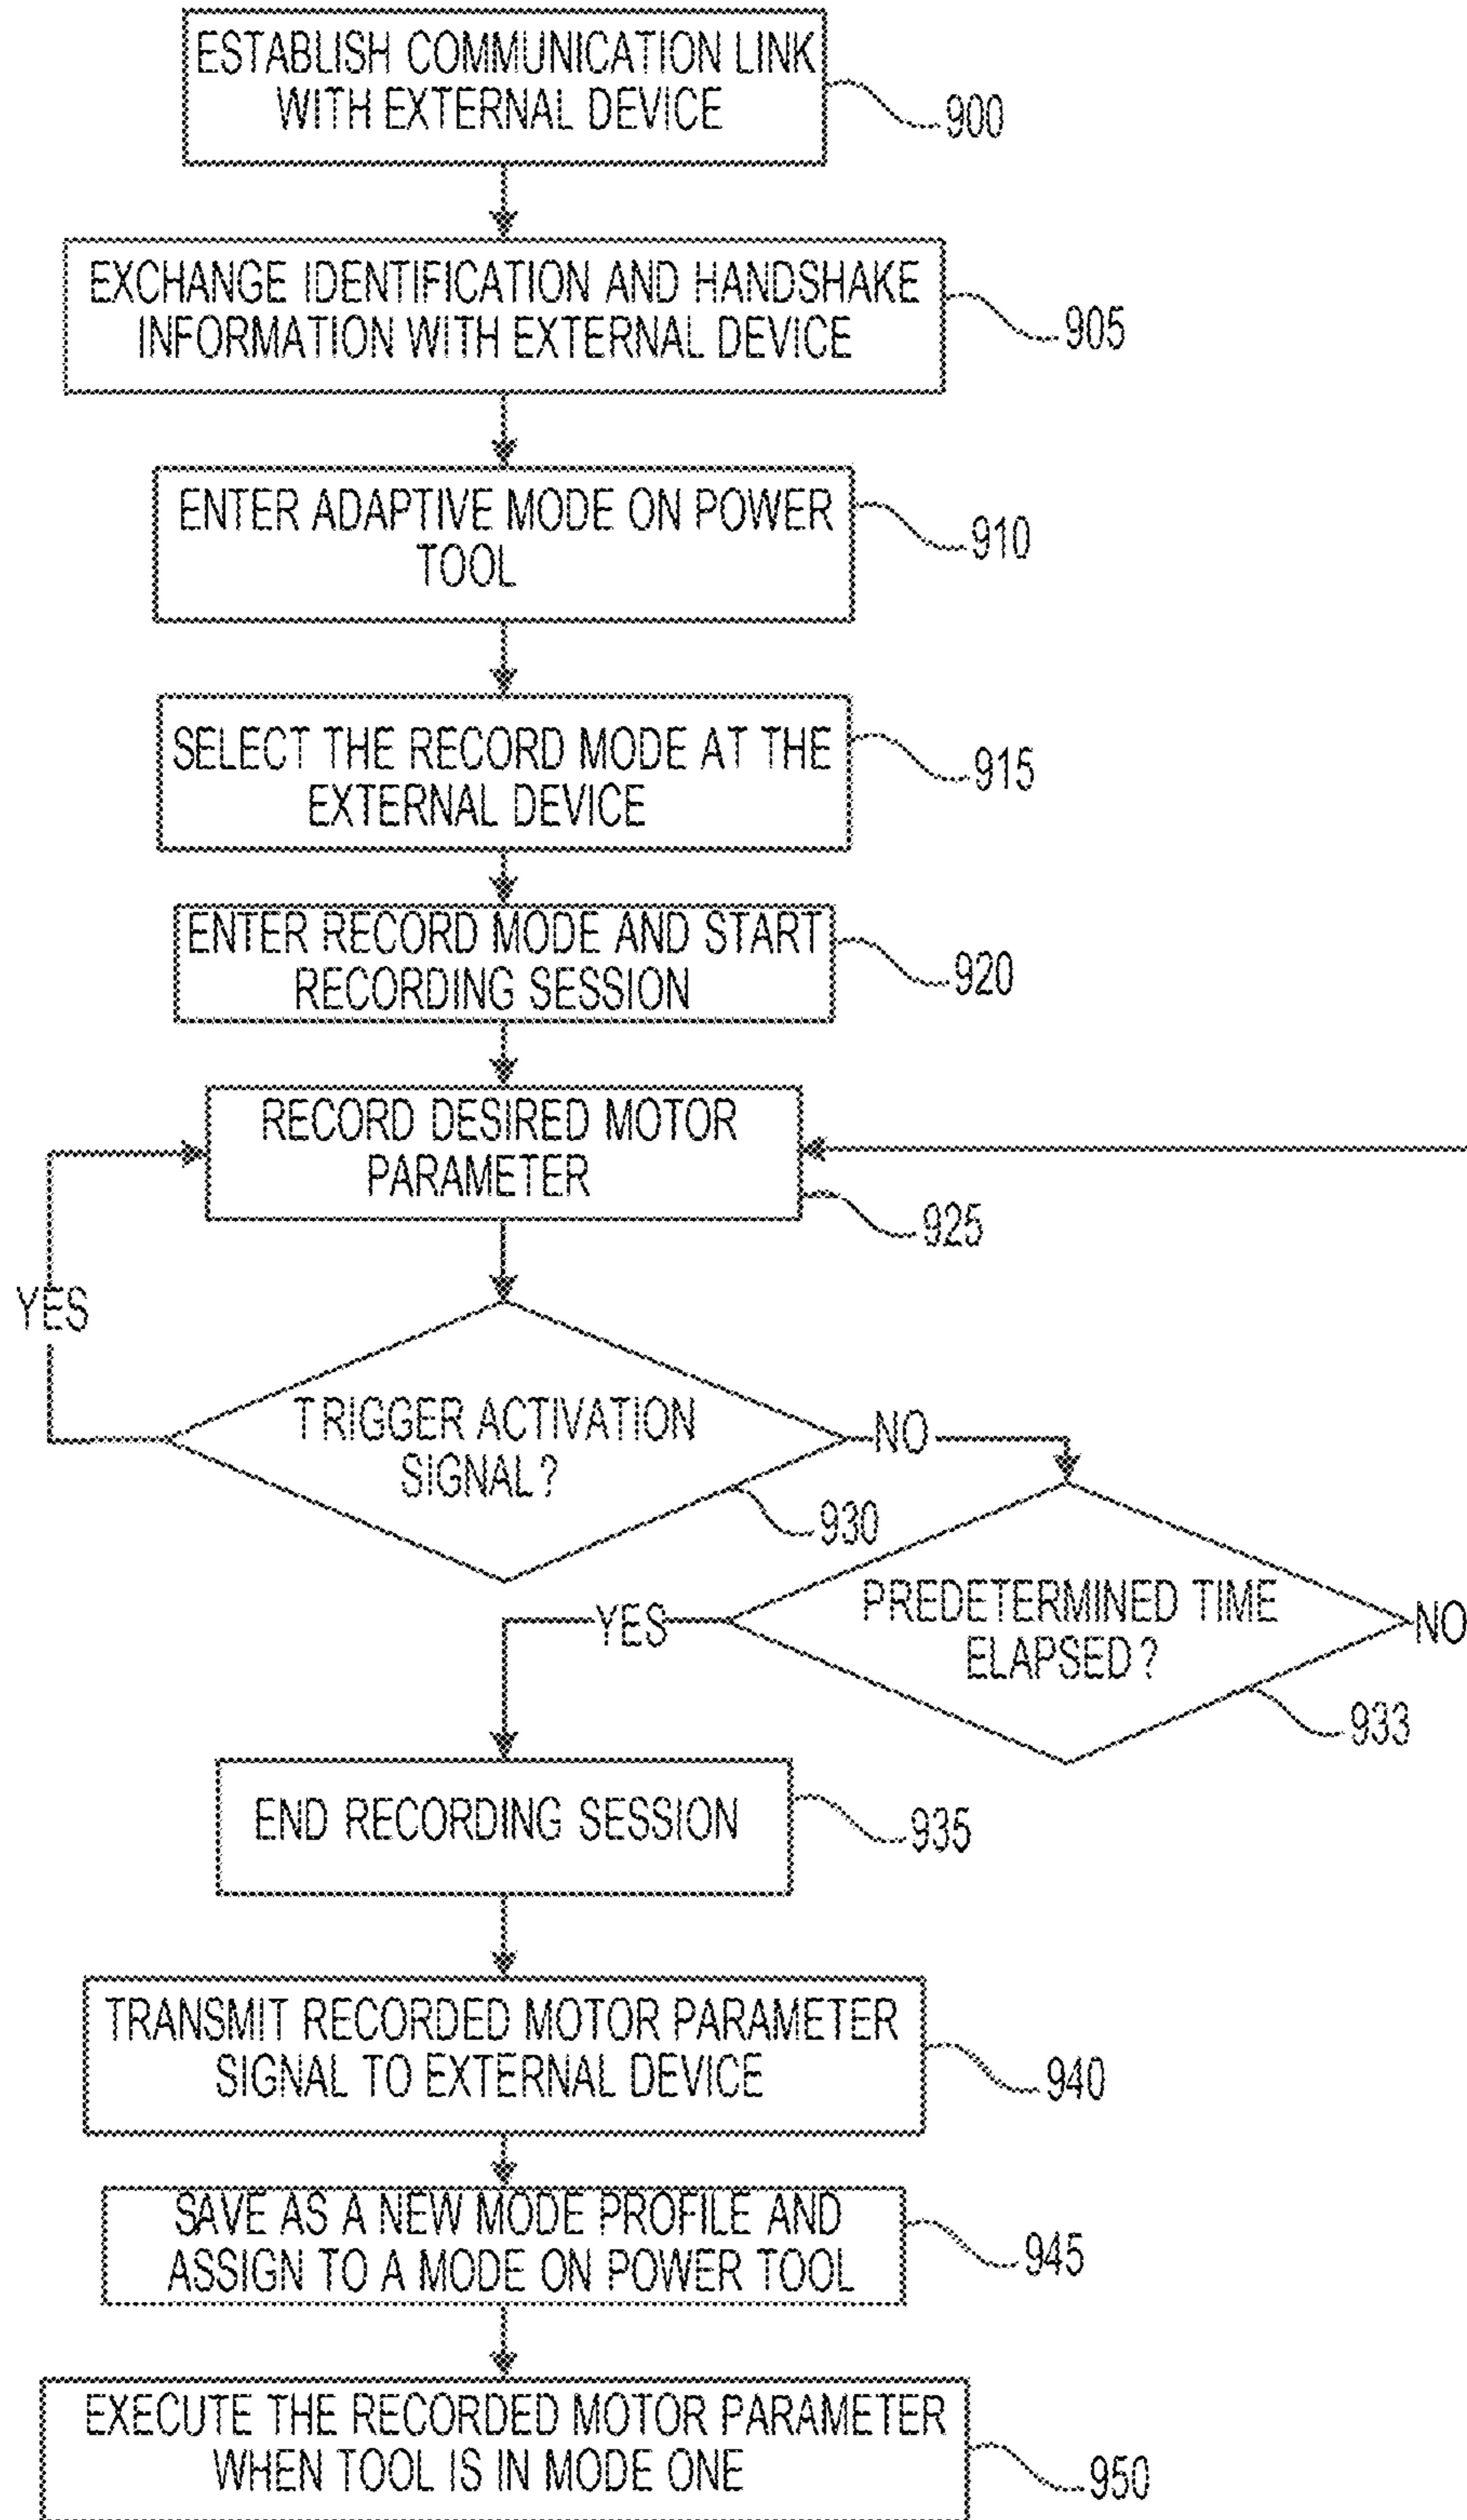 ESTABLISH COMMUNICATION LINK
WITH EXTERNAL DEVICE
900
EXCHANGE IDENTIFICATION AND HANDSHAKE
INFORMATION WITH EXTERNAL DEVICE
905
ENTER ADAPTIVE MODE ON POWER
TOOL
910
SELECT THE RECORD MODE AT THE
EXTERNAL DEVICE
915
ENTER RECORD MODE AND START
RECORDING SESSION
920
RECORD DESIRED MOTOR
PARAMETER
925
YES
TRIGGER ACTIVATION
SIGNAL?
NO
930
PREDETERMINED TIME
ELAPSED?
YES
NO
933
END RECORDING SESSION
935
TRANSMIT RECORDED MOTOR PARAMETER
SIGNAL TO EXTERNAL DEVICE
940
SAVE AS A NEW MODE PROFILE AND
ASSIGN TO A MODE ON POWER TOOL
945
EXECUTE THE RECORDED MOTOR PARAMETER
WHEN TOOL IS IN MODE ONE
950